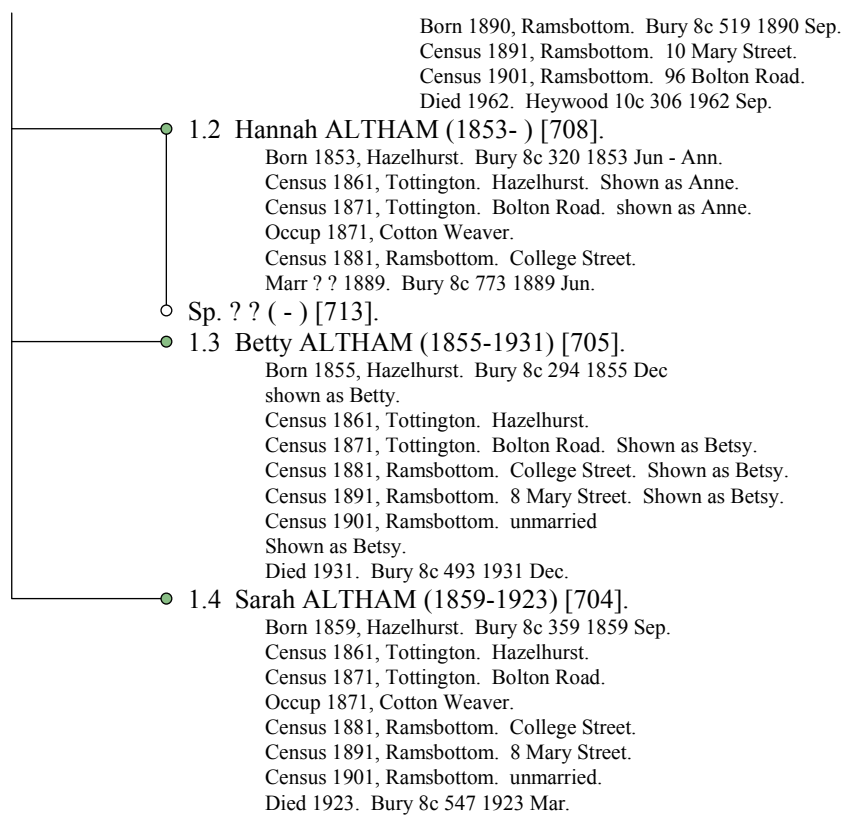 Born 1890, Ramsbottom. Bury 8c 519 1890 Sep.
Census 1891, Ramsbottom. 10 Mary Street.
Census 1901, Ramsbottom. 96 Bolton Road.
Died 1962. Heywood 10c 306 1962 Sep.
1.2 Hannah ALTHAM (1853- ) [708].
Born 1853, Hazelhurst. Bury 8c 320 1853 Jun - Ann.
Census 1861, Tottington. Hazelhurst. Shown as Anne.
Census 1871, Tottington. Bolton Road. shown as Anne.
Occup 1871, Cotton Weaver.
Census 1881, Ramsbottom. College Street.
Marr ? ? 1889. Bury 8c 773 1889 Jun.
Sp. ? ? ( - ) [713].
1.3 Betty ALTHAM (1855-1931) [705].
Born 1855, Hazelhurst. Bury 8c 294 1855 Dec
shown as Betty.
Census 1861, Tottington. Hazelhurst.
Census 1871, Tottington. Bolton Road. Shown as Betsy.
Census 1881, Ramsbottom. College Street. Shown as Betsy.
Census 1891, Ramsbottom. 8 Mary Street. Shown as Betsy.
Census 1901, Ramsbottom. unmarried
Shown as Betsy.
Died 1931. Bury 8c 493 1931 Dec.
1.4 Sarah ALTHAM (1859-1923) [704].
Born 1859, Hazelhurst. Bury 8c 359 1859 Sep.
Census 1861, Tottington. Hazelhurst.
Census 1871, Tottington. Bolton Road.
Occup 1871, Cotton Weaver.
Census 1881, Ramsbottom. College Street.
Census 1891, Ramsbottom. 8 Mary Street.
Census 1901, Ramsbottom. unmarried.
Died 1923. Bury 8c 547 1923 Mar.